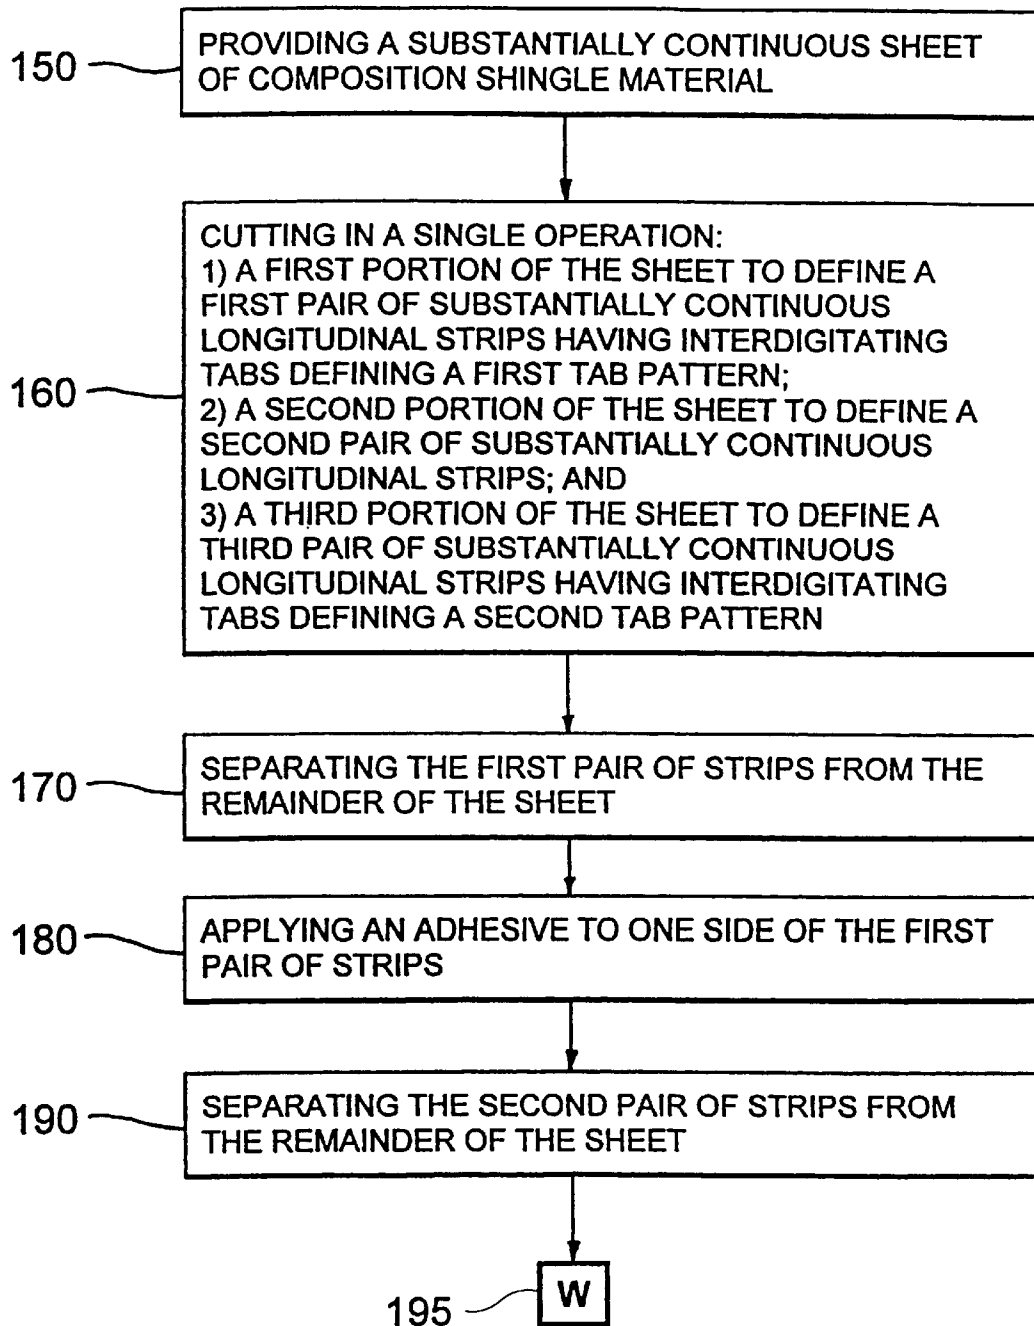 150
PROVIDING A SUBSTANTIALLY CONTINUOUS SHEET
OF COMPOSITION SHINGLE MATERIAL
160
CUTTING IN A SINGLE OPERATION:
1) A FIRST PORTION OF THE SHEET TO DEFINE A
FIRST PAIR OF SUBSTANTIALLY CONTINUOUS
LONGITUDINAL STRIPS HAVING INTERDIGITATING
TABS DEFINING A FIRST TAB PATTERN;
2) A SECOND PORTION OF THE SHEET TO DEFINE A
SECOND PAIR OF SUBSTANTIALLY CONTINUOUS
LONGITUDINAL STRIPS; AND
3) A THIRD PORTION OF THE SHEET TO DEFINE A
THIRD PAIR OF SUBSTANTIALLY CONTINUOUS
LONGITUDINAL STRIPS HAVING INTERDIGITATING
TABS DEFINING A SECOND TAB PATTERN
170
SEPARATING THE FIRST PAIR OF STRIPS FROM THE
REMAINDER OF THE SHEET
180
APPLYING AN ADHESIVE TO ONE SIDE OF THE FIRST
PAIR OF STRIPS
190
SEPARATING THE SECOND PAIR OF STRIPS FROM
THE REMAINDER OF THE SHEET
195
W